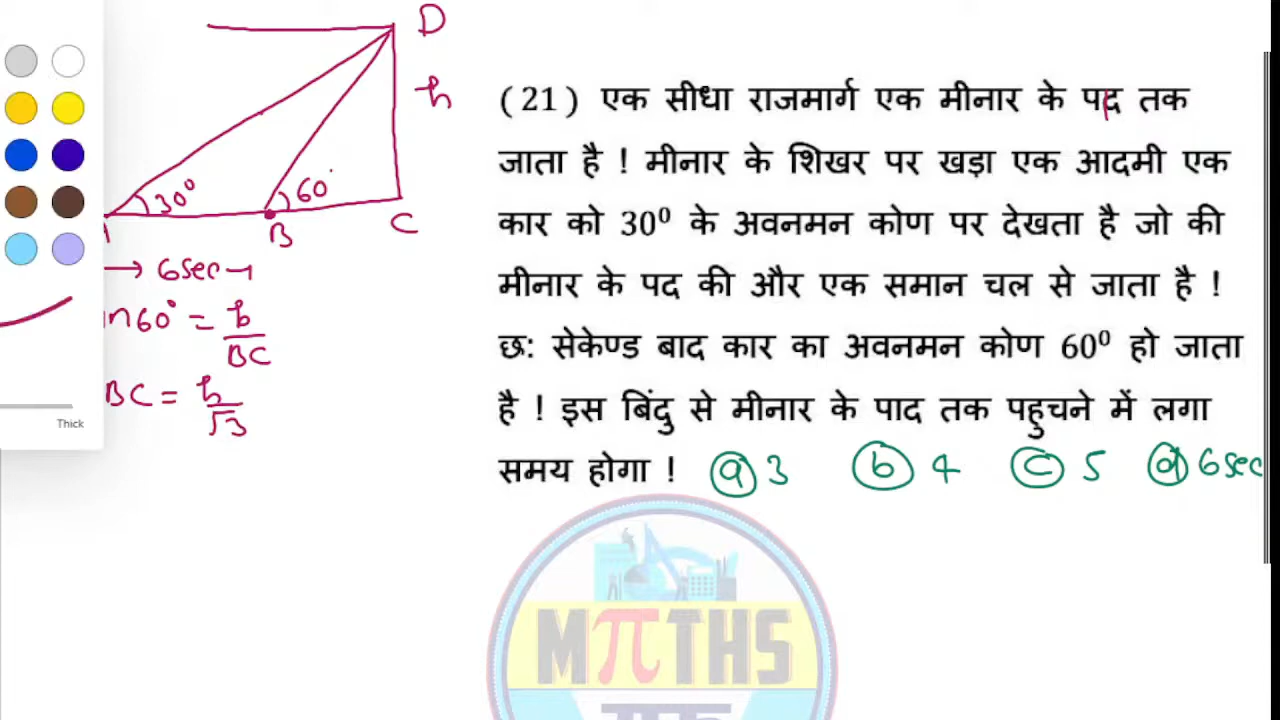 D
h
30⁰
60
B
C
→ 6sec
n60° = h/BC
BC = h/√3
Thick
(21) एक सीधा राजमार्ग एक मीनार के पद तक
जाता है ! मीनार के शिखर पर खड़ा एक आदमी एक
कार को 30⁰ के अवनमन कोण पर देखता है जो की
मीनार के पद की और एक समान चल से जाता है !
छ: सेकेण्ड बाद कार का अवनमन कोण 60⁰ हो जाता
है ! इस बिंदु से मीनार के पाद तक पहुचने में लगा
समय होगा ! ⓐ 3 ⓑ 4 ⓒ 5 ⓓ 6sec
MπTHS